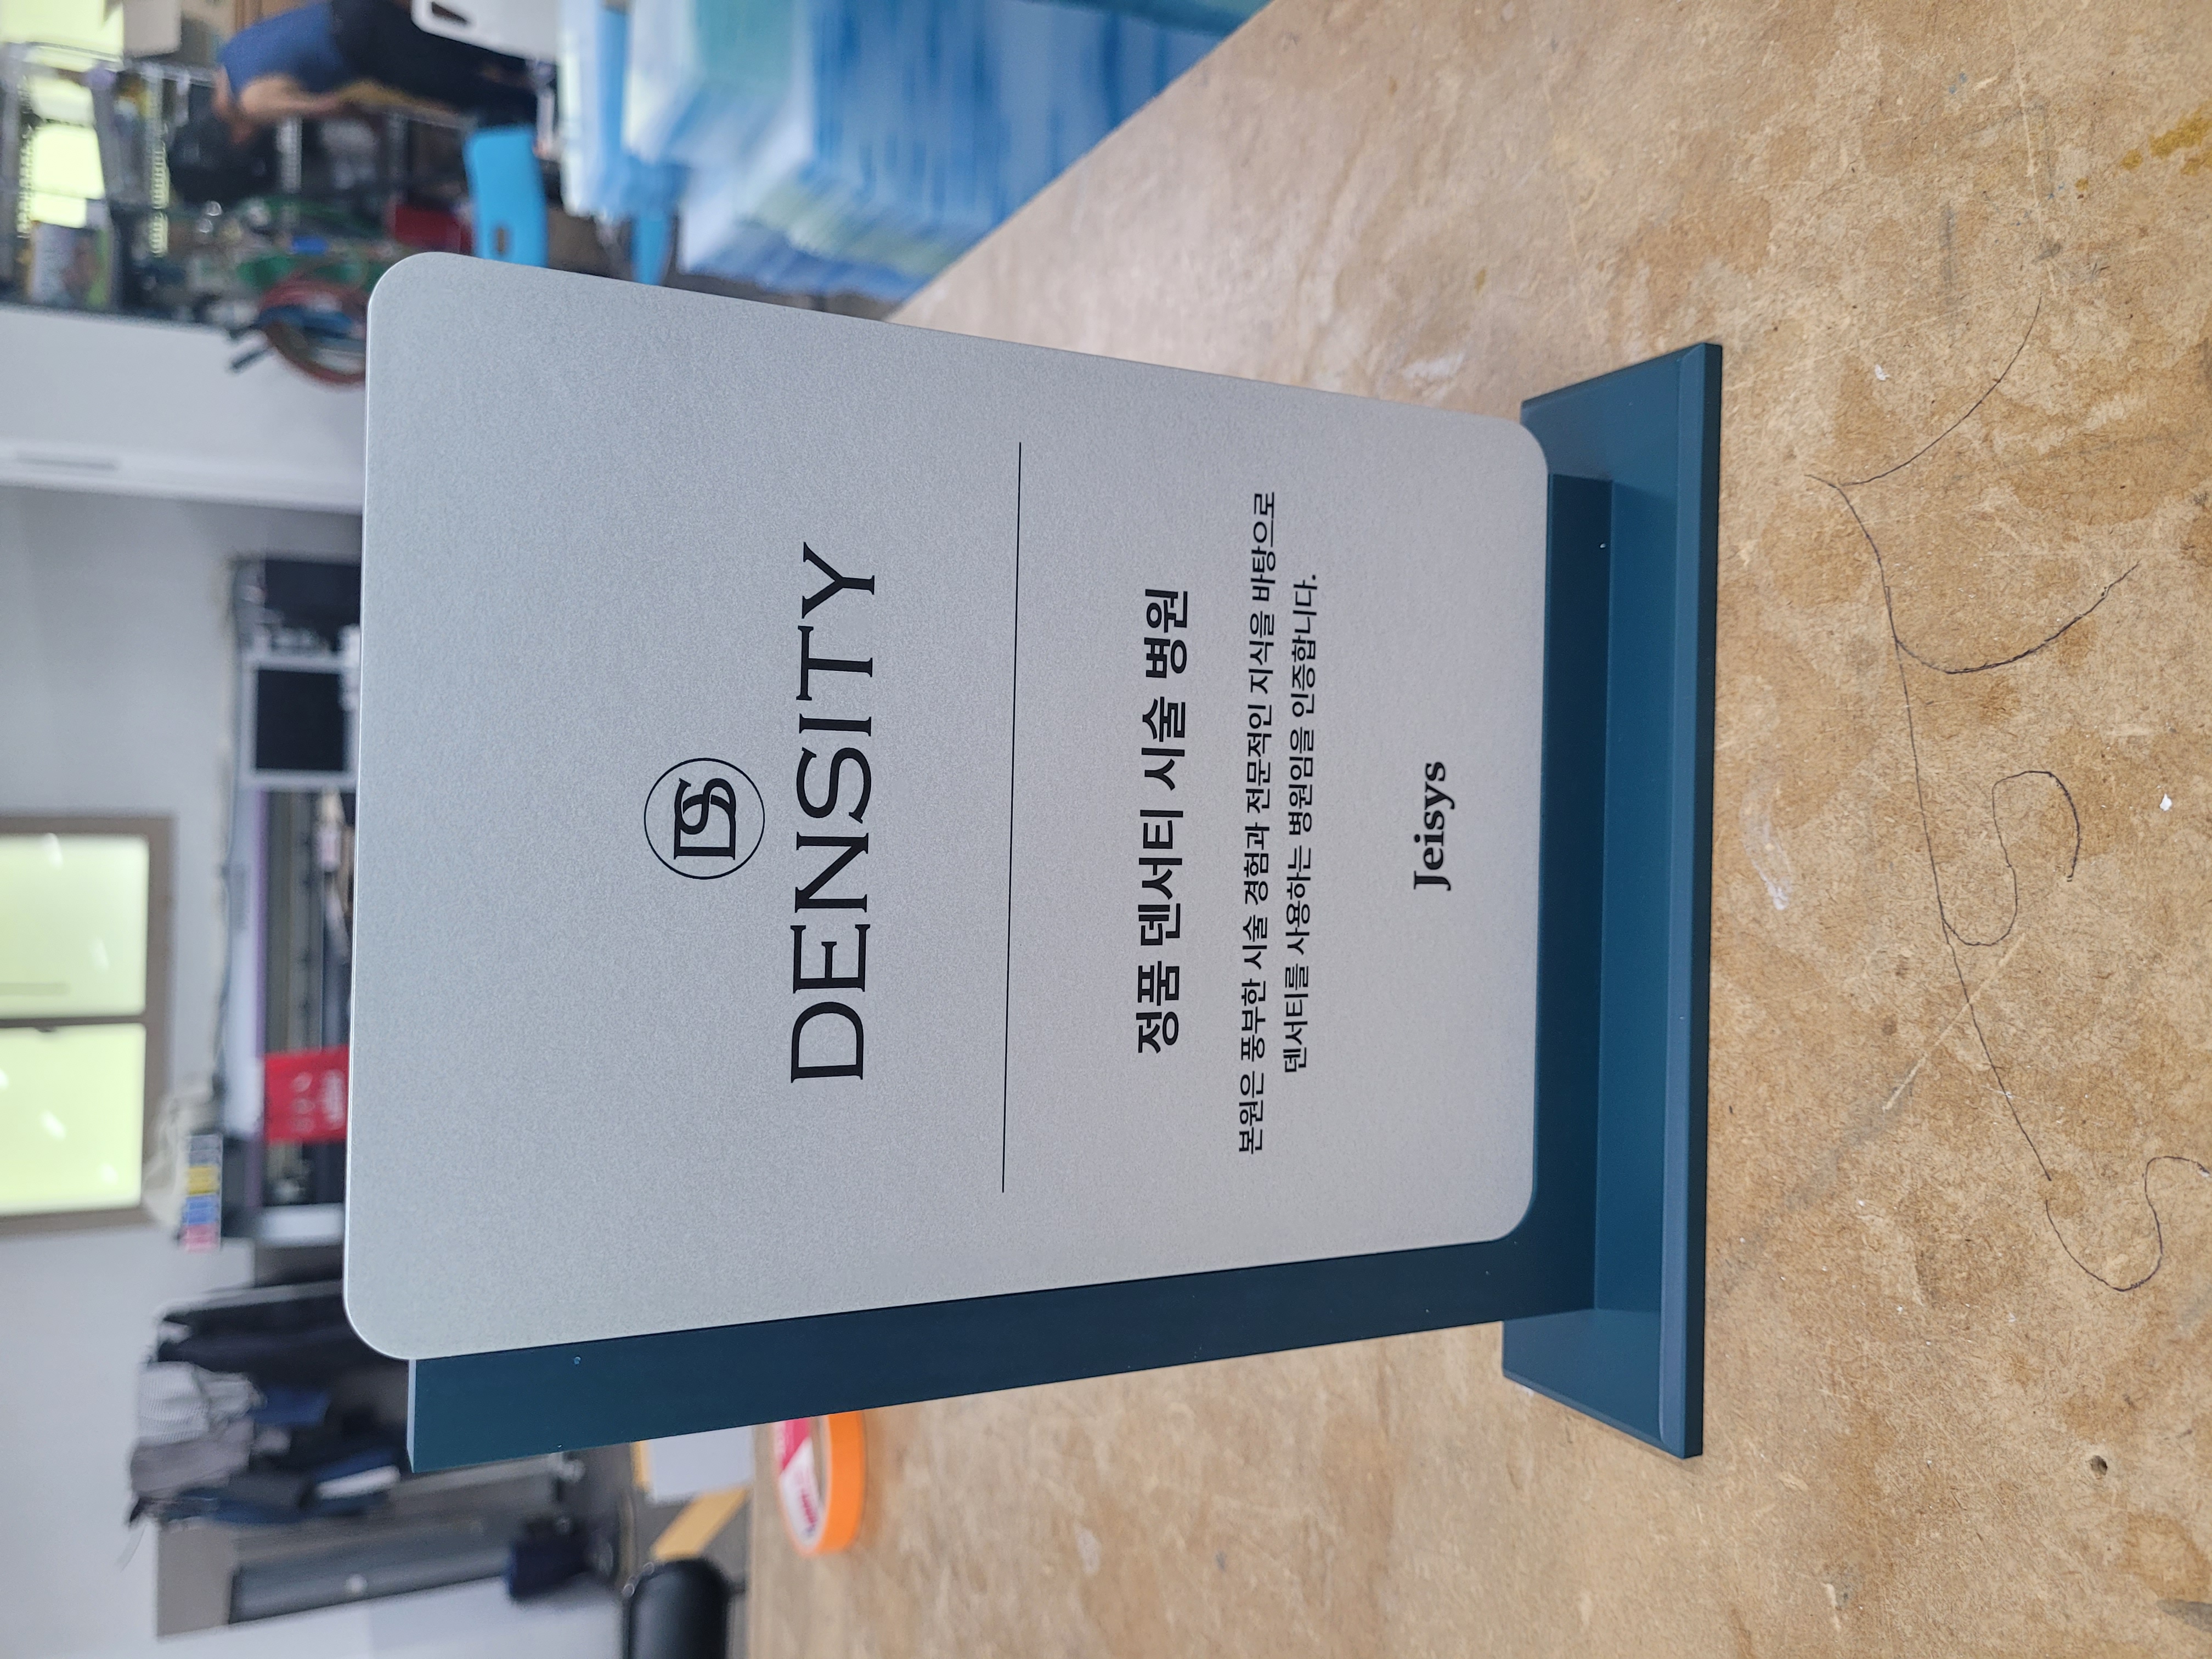 DS
DENSITY
정품 덴서티 시술 병원
본원은 풍부한 시술 경험과 전문적인 지식을 바탕으로
덴서티를 사용하는 병원임을 인증합니다.
Jeisys